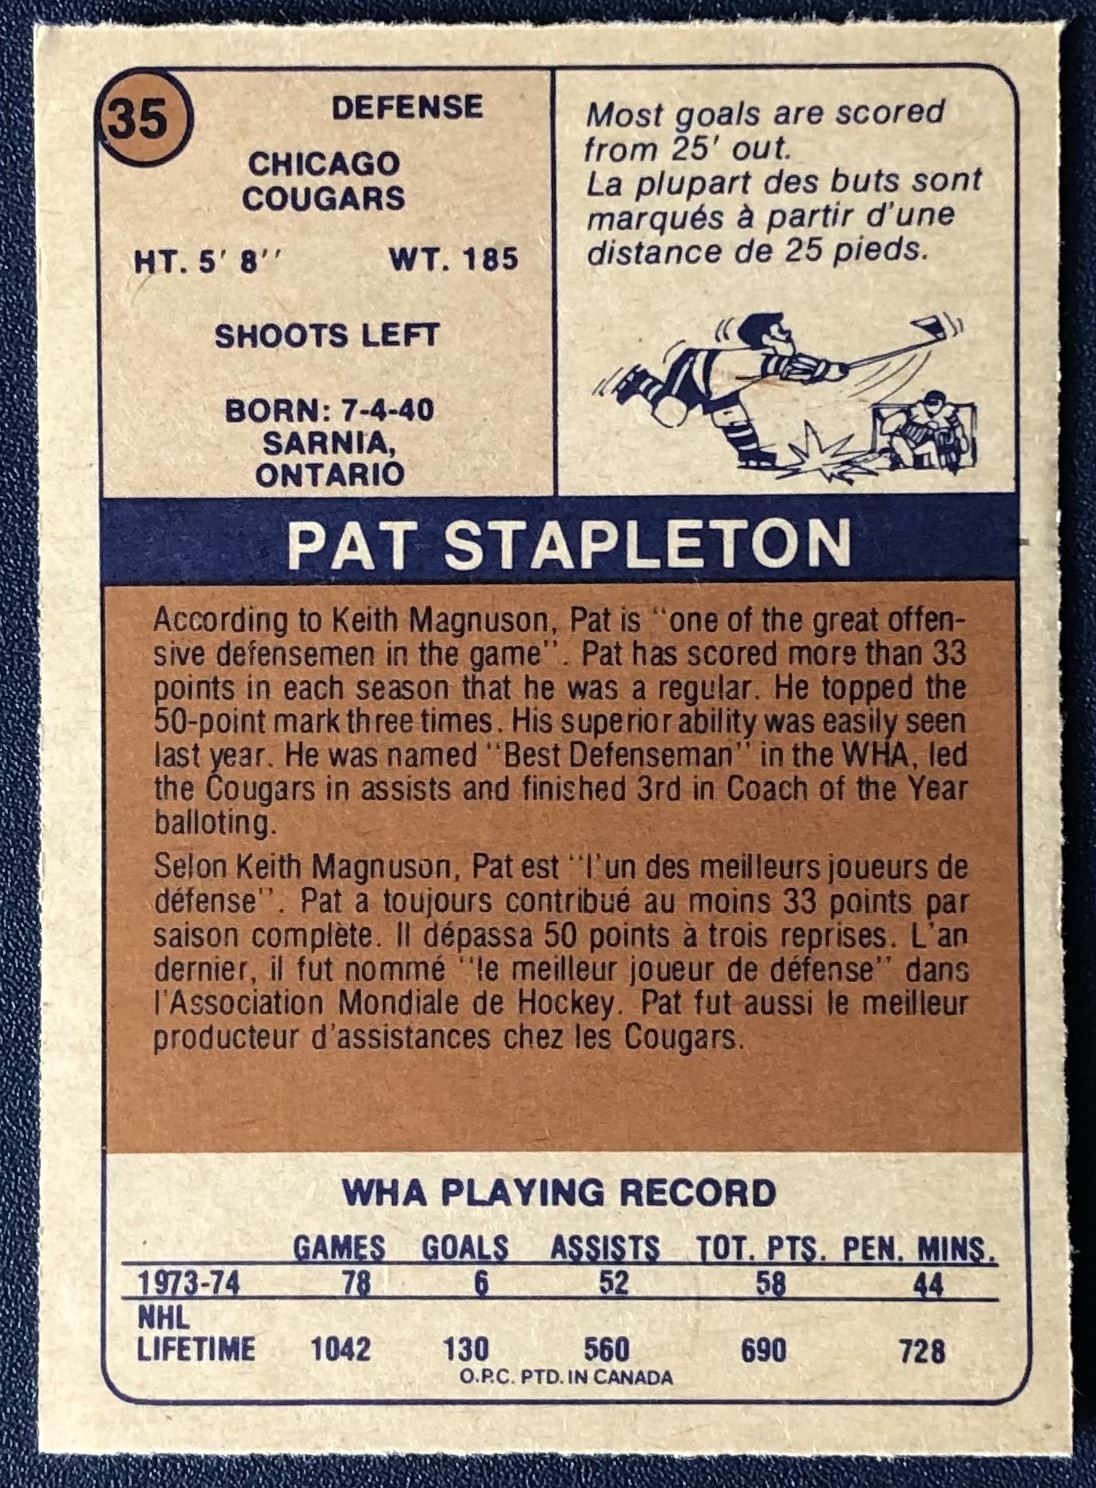 35
DEFENSE
CHICAGO
COUGARS
HT. 5' 8'' WT. 185
SHOOTS LEFT
BORN: 7-4-40
SARNIA,
ONTARIO
Most goals are scored
from 25' out.
La plupart des buts sont
marqués à partir d'une
distance de 25 pieds.
PAT STAPLETON
According to Keith Magnuson, Pat is ''one of the great offen-
sive defensemen in the game''. Pat has scored more than 33
points in each season that he was a regular. He topped the
50-point mark three times. His superior ability was easily seen
last year. He was named ''Best Defenseman'' in the WHA, led
the Cougars in assists and finished 3rd in Coach of the Year
balloting.
Selon Keith Magnuson, Pat est ''l'un des meilleurs joueurs de
défense''. Pat a toujours contribué au moins 33 points par
saison complète. Il dépassa 50 points à trois reprises. L'an
dernier, il fut nommé ''le meilleur joueur de défense'' dans
l'Association Mondiale de Hockey. Pat fut aussi le meilleur
producteur d'assistances chez les Cougars.
WHA PLAYING RECORD
GAMES GOALS ASSISTS TOT. PTS. PEN. MINS.
1973-74 78 6 52 58 44
NHL
LIFETIME 1042 130 560 690 728
O.P.C. PTD. IN CANADA